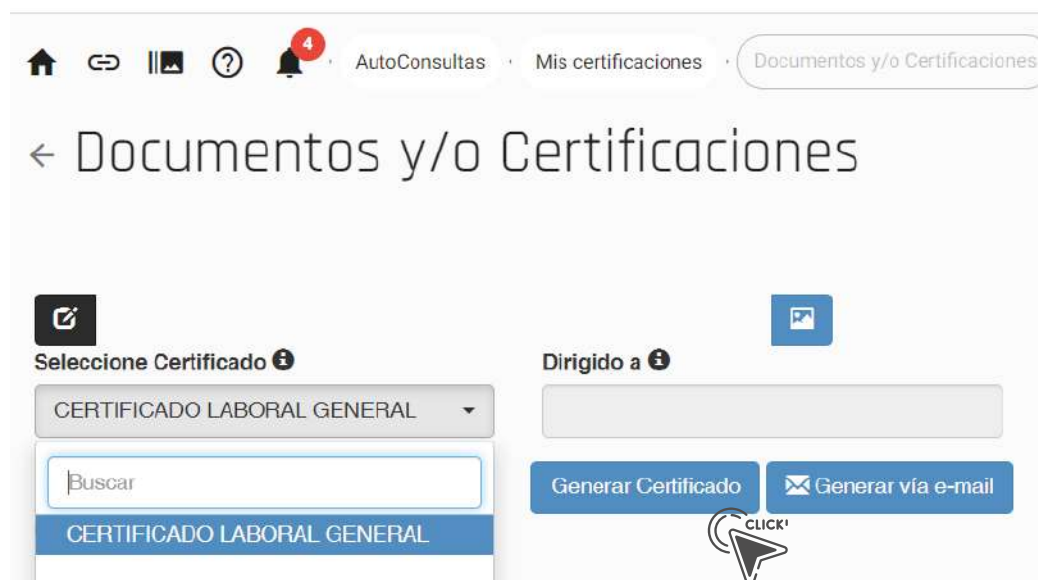 4
AutoConsultas
Mis certificaciones
Documentos y/o Certificaciones
Documentos y/o Certificaciones
Seleccione Certificado
Dirigido a
CERTIFICADO LABORAL GENERAL
Buscar
Generar Certificado
Generar vía e-mail
CERTIFICADO LABORAL GENERAL
CLICK!